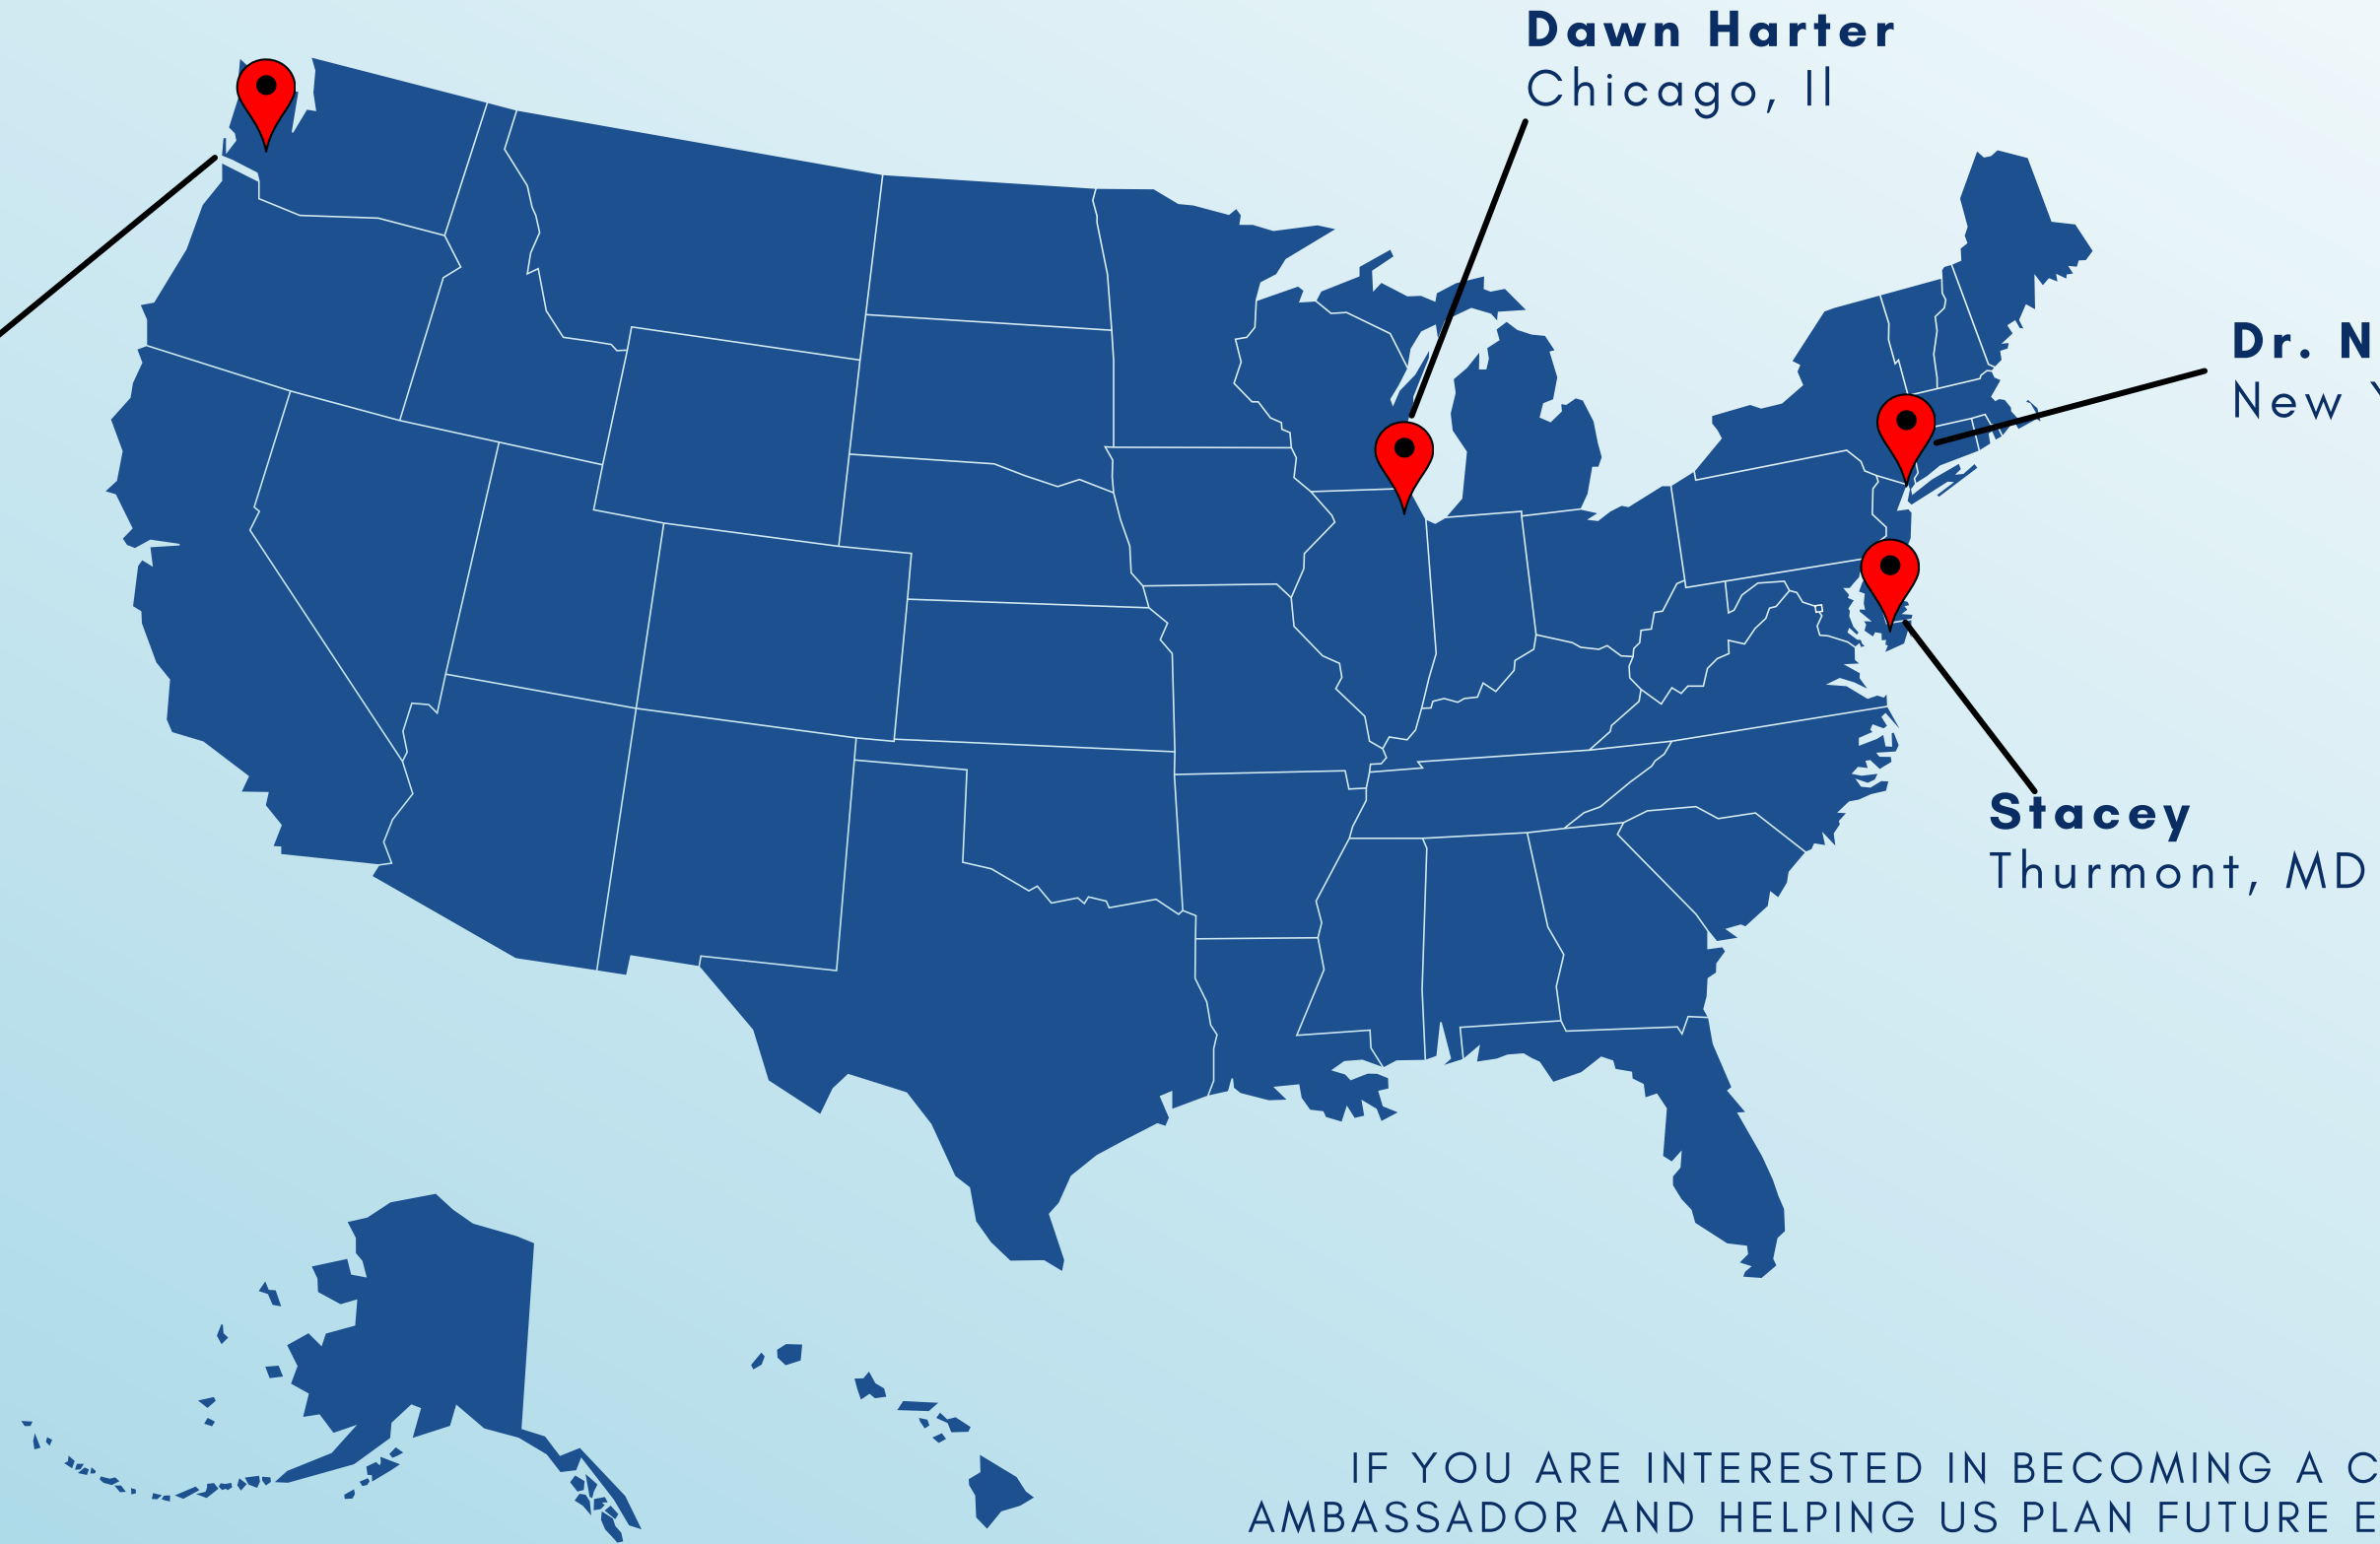 Dawn Harter
Chicago, Il
Dr. N
New
Stacey
Thurmont, MD
IF YOU ARE INTERESTED IN BECOMING A C
AMBASSADOR AND HELPING US PLAN FUTURE E